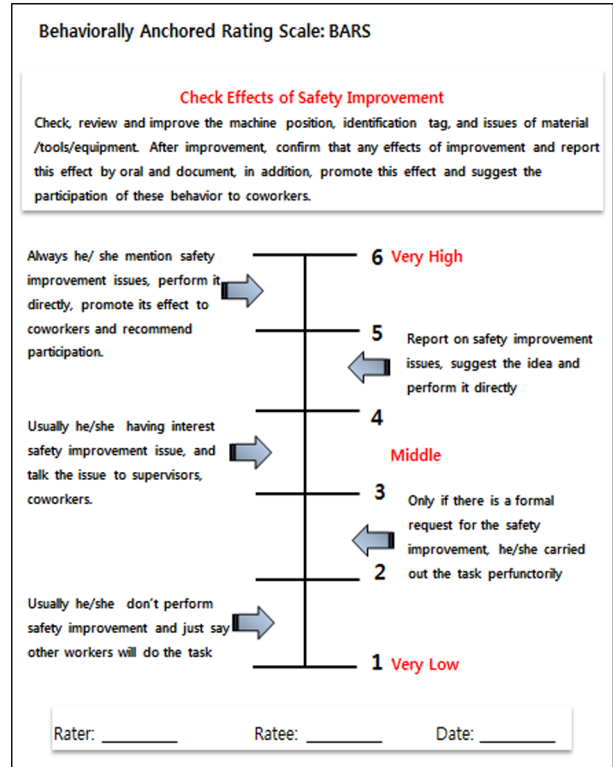 Behaviorally Anchored Rating Scale: BARS
Check Effects of Safety Improvement
Check, review and improve the machine position, identification tag, and issues of material
/tools/equipment. After improvement, confirm that any effects of improvement and report
this effect by oral and document, in addition, promote this effect and suggest the
participation of these behavior to coworkers.
Always he/ she mention safety
improvement issues, perform it
directly, promote its effect to
coworkers and recommend
participation.
6 Very High
5
Report on safety improvement
issues, suggest the idea and
perform it directly
4
Usually he/she having interest
safety improvement issue, and
talk the issue to supervisors,
coworkers.
Middle
3
Only if there is a formal
request for the safety
improvement, he/she carried
out the task perfunctorily
2
Usually he/she don't perform
safety improvement and just say
other workers will do the task
1 Very Low
Rater: _________ Ratee: _________ Date: _________